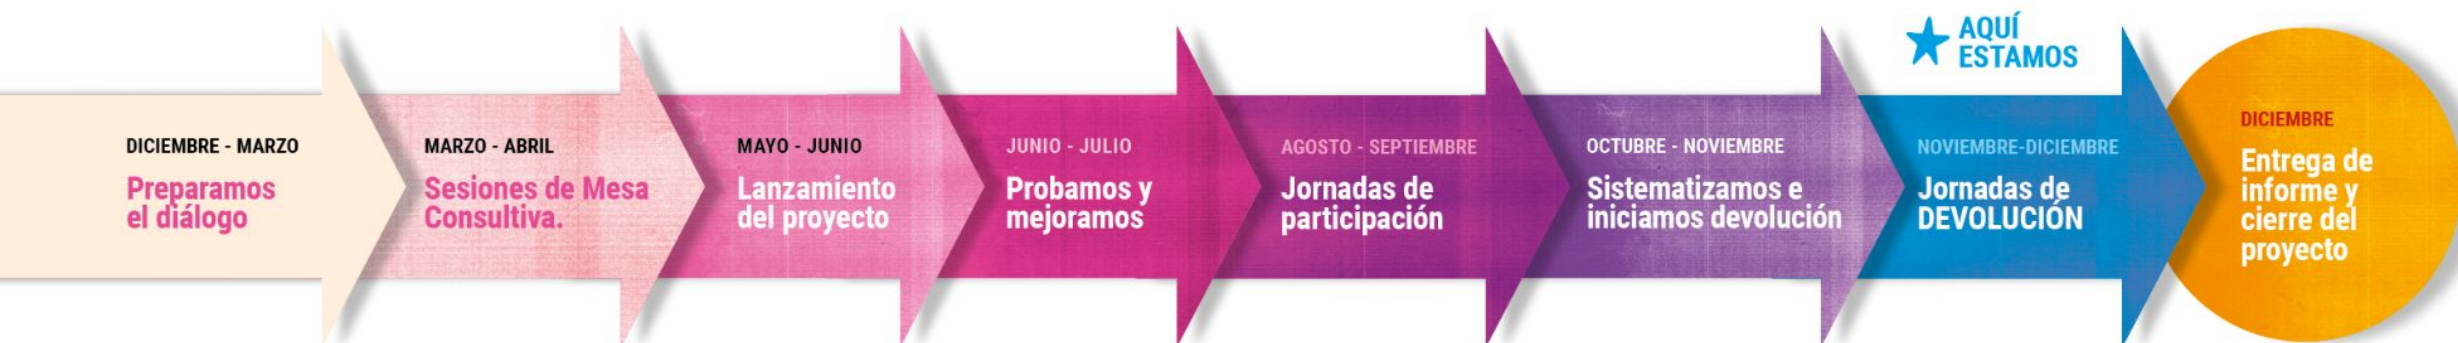 DICIEMBRE - MARZO
Preparamos
el diálogo
MARZO - ABRIL
Sesiones de Mesa
Consultiva.
MAYO - JUNIO
Lanzamiento
del proyecto
JUNIO - JULIO
Probamos y
mejoramos
AGOSTO - SEPTIEMBRE
Jornadas de
participación
OCTUBRE - NOVIEMBRE
Sistematizamos e
iniciamos devolución
AQUÍ
ESTAMOS
NOVIEMBRE-DICIEMBRE
Jornadas de
DEVOLUCIÓN
DICIEMBRE
Entrega de
informe y
cierre del
proyecto